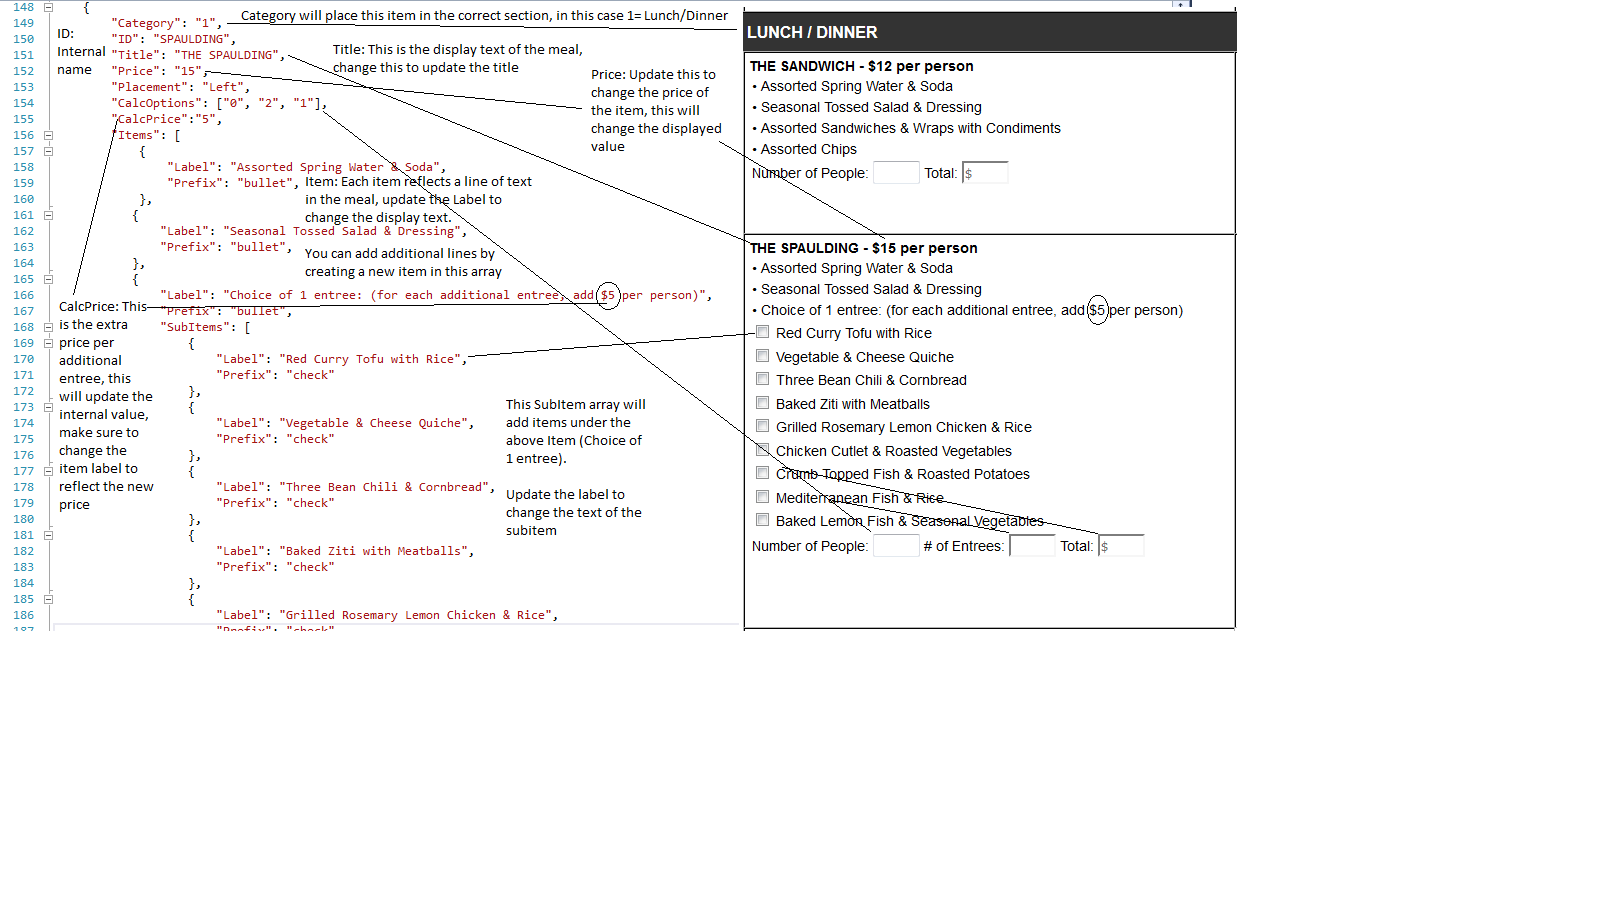 148 {
149 "Category": "1",
150 "ID": "SPAULDING",
151 "Title": "THE SPAULDING",
152 "Price": "15",
153 "Placement": "Left",
154 "CalcOptions": ["0", "2", "1"],
155 "CalcPrice":"5",
156 "Items": [
157 {
158 "Label": "Assorted Spring Water & Soda",
159 "Prefix": "bullet",
160 },
161 {
162 "Label": "Seasonal Tossed Salad & Dressing",
163 "Prefix": "bullet",
164 },
165 {
166 "Label": "Choice of 1 entree: (for each additional entree, add $5 per person)",
167 "Prefix": "bullet",
168 "SubItems": [
169 {
170 "Label": "Red Curry Tofu with Rice",
171 "Prefix": "check"
172 },
173 {
174 "Label": "Vegetable & Cheese Quiche",
175 "Prefix": "check"
176 },
177 {
178 "Label": "Three Bean Chili & Cornbread",
179 "Prefix": "check"
180 },
181 {
182 "Label": "Baked Ziti with Meatballs",
183 "Prefix": "check"
184 },
185 {
186 "Label": "Grilled Rosemary Lemon Chicken & Rice",
187 "Prefix": "check"
Category will place this item in the correct section, in this case 1= Lunch/Dinner
ID:
Internal
name
Title: This is the display text of the meal,
change this to update the title
Price: Update this to
change the price of
the item, this will
change the displayed
value
Item: Each item reflects a line of text
in the meal, update the Label to
change the display text.
You can add additional lines by
creating a new item in this array
CalcPrice: This
is the extra
price per
additional
entree, this
will update the
internal value,
make sure to
change the
item label to
reflect the new
price
This SubItem array will
add items under the
above Item (Choice of
1 entree).
Update the label to
change the text of the
subitem
LUNCH / DINNER
THE SANDWICH - $12 per person
• Assorted Spring Water & Soda
• Seasonal Tossed Salad & Dressing
• Assorted Sandwiches & Wraps with Condiments
• Assorted Chips
Number of People: Total: $
THE SPAULDING - $15 per person
• Assorted Spring Water & Soda
• Seasonal Tossed Salad & Dressing
• Choice of 1 entree: (for each additional entree, add $5 per person)
Red Curry Tofu with Rice
Vegetable & Cheese Quiche
Three Bean Chili & Cornbread
Baked Ziti with Meatballs
Grilled Rosemary Lemon Chicken & Rice
Chicken Cutlet & Roasted Vegetables
Crumb Topped Fish & Roasted Potatoes
Mediterranean Fish & Rice
Baked Lemon Fish & Seasonal Vegetables
Number of People: # of Entrees: Total: $